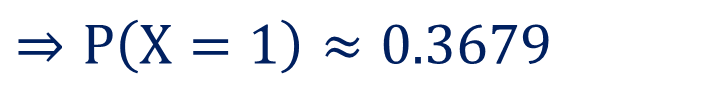 ⇒ P(X = 1) ≈ 0.3679